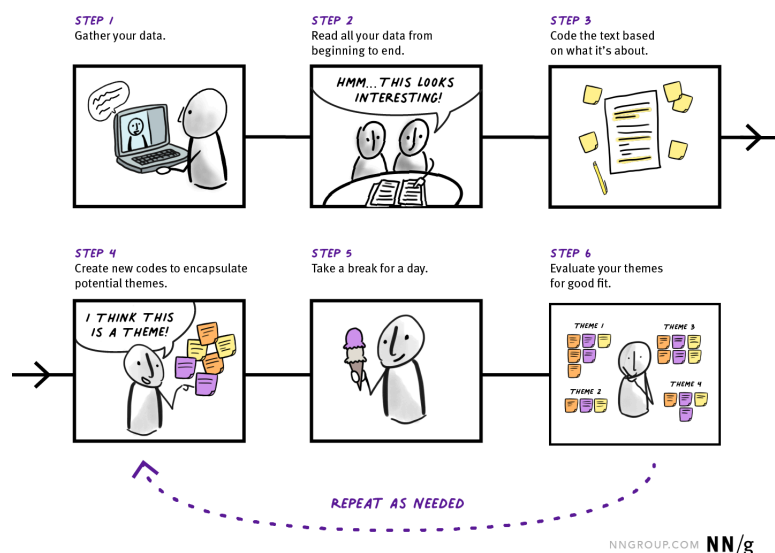 STEP 1
Gather your data.
STEP 2
Read all your data from
beginning to end.
STEP 3
Code the text based
on what it's about.
HMM...THIS LOOKS
INTERESTING!
STEP 4
Create new codes to encapsulate
potential themes.
STEP 5
Take a break for a day.
STEP 6
Evaluate your themes
for good fit.
I THINK THIS
IS A THEME!
THEME 1
THEME 3
THEME 2
THEME 4
REPEAT AS NEEDED
NNGROUP.COM NN/g